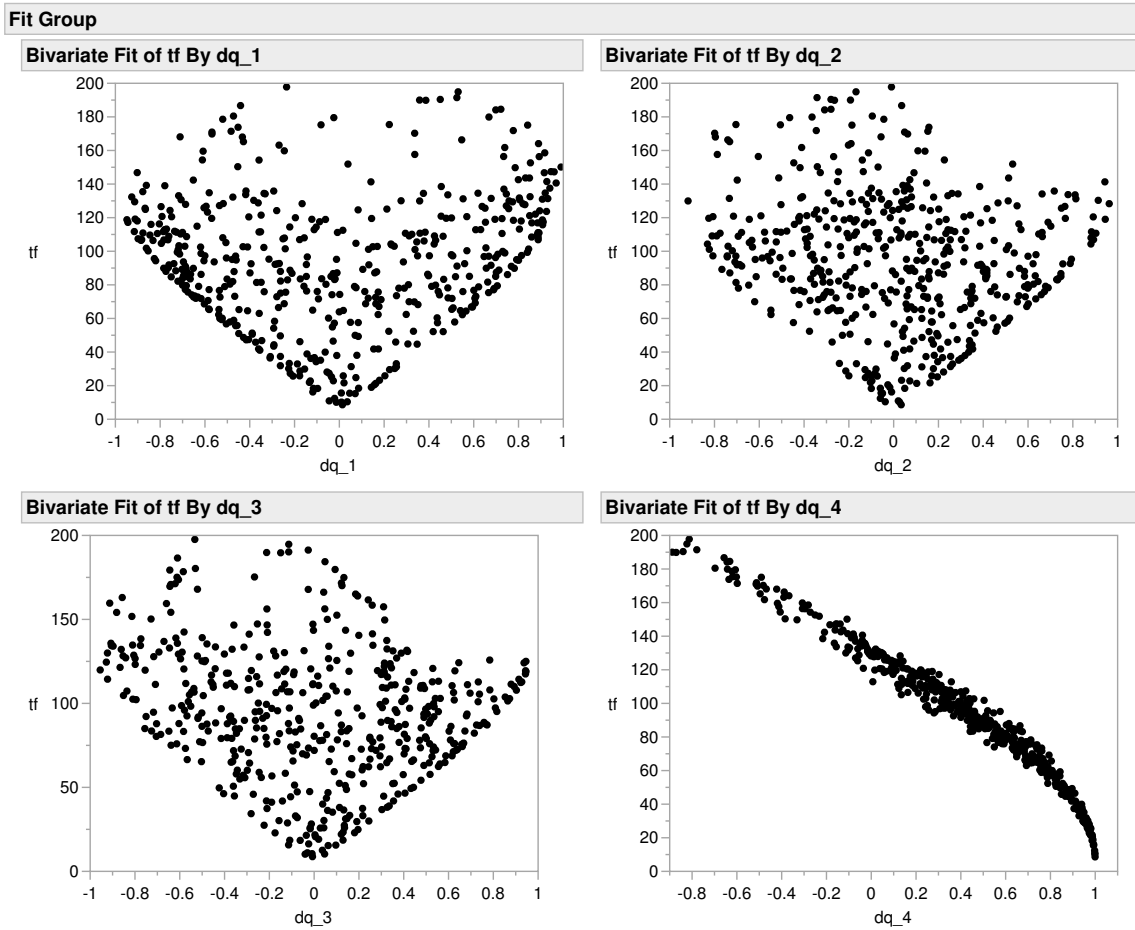 Fit Group
Bivariate Fit of tf By dq_1
200
180
160
140
120
100
80
60
40
20
0
tf
-1 -0.8 -0.6 -0.4 -0.2 0 0.2 0.4 0.6 0.8 1
dq_1
Bivariate Fit of tf By dq_2
200
180
160
140
120
100
80
60
40
20
0
tf
-1 -0.8 -0.6 -0.4 -0.2 0 0.2 0.4 0.6 0.8 1
dq_2
Bivariate Fit of tf By dq_3
200
150
100
50
0
tf
-1 -0.8 -0.6 -0.4 -0.2 0 0.2 0.4 0.6 0.8 1
dq_3
Bivariate Fit of tf By dq_4
200
180
160
140
120
100
80
60
40
20
0
tf
-0.8 -0.6 -0.4 -0.2 0 0.2 0.4 0.6 0.8 1
dq_4